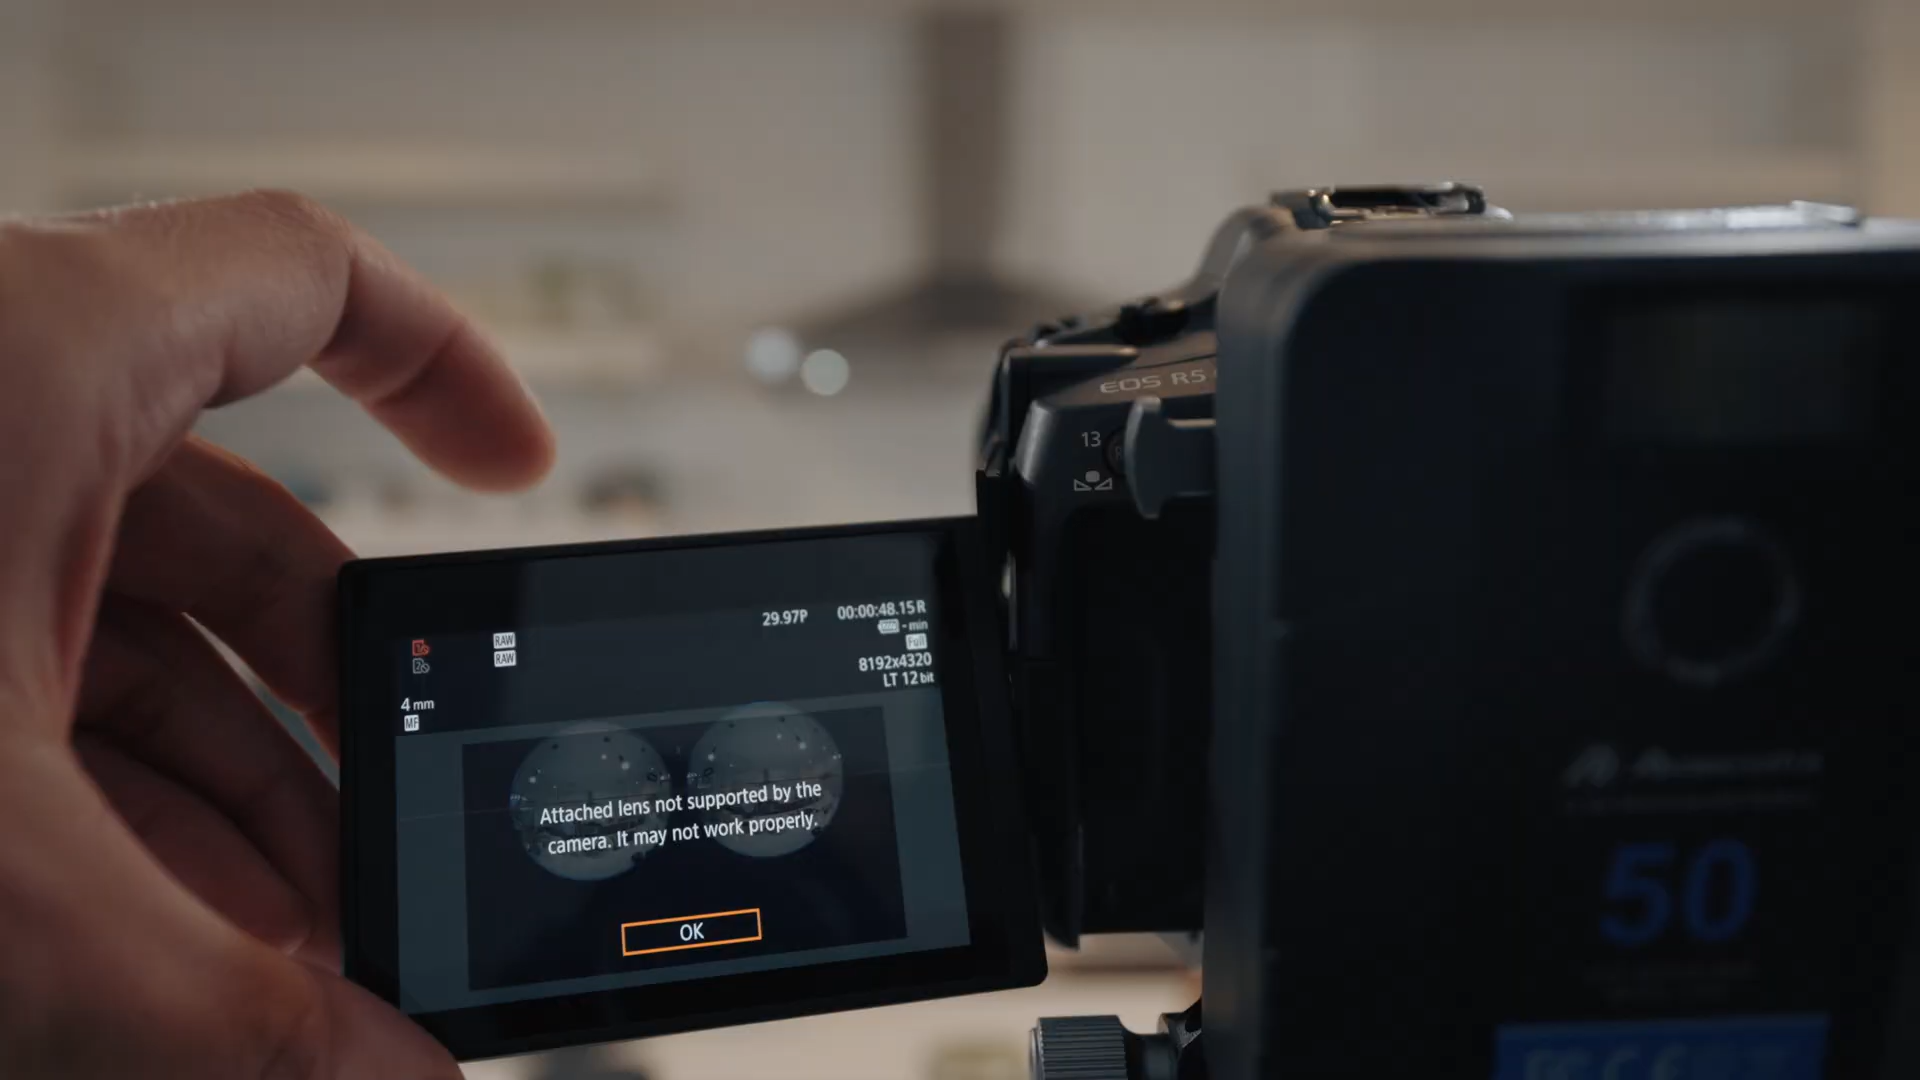 EOS R5
13
29.97P 00:00:48.15 R
- min
RAW
Full
RAW
8192x4320
LT 12 bit
4 mm
MF
Attached lens not supported by the
camera. It may not work properly.
OK
50